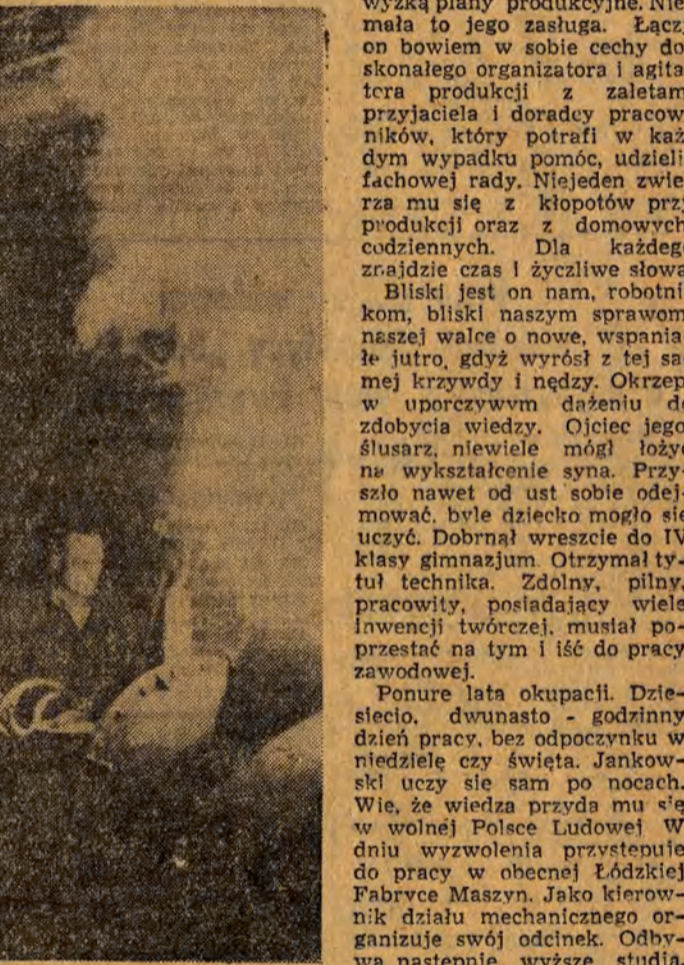 wyżką plany produkcyjne. Nie
mała to jego zasługa. Łącz
on bowiem w sobie cechy do
skonałego organizatora i agita
tora produkcji z zaletam
przyjaciela i doradcy pracow
ników, który potrafi w każ
dym wypadku pomóc, udzieli
fachowej rady. Niejeden zwie
rza mu się z kłopotów prz
produkcji oraz z domowych
codziennych. Dla każdeg
znajdzie czas i życzliwe słowa
Bliski jest on nam, robotni
kom, bliski naszym sprawom
naszej walce o nowe, wspania
łe jutro, gdyż wyrósł z tej sa
mej krzywdy i nędzy. Okrzep
w uporczywym dążeniu d
zdobycia wiedzy. Ojciec jego
ślusarz, niewiele mógł łoży
na wykształcenie syna. Przy-
szło nawet od ust sobie odej-
mować, byle dziecko mogło się
uczyć. Dobrnął wreszcie do IV
klasy gimnazjum. Otrzymał ty-
tuł technika. Zdolny, pilny,
pracowity, posiadający wiele
inwencji twórczej, musiał po-
przestać na tym i iść do pracy
zawodowej.
Ponure lata okupacji. Dzie-
sięcio, dwunasto - godzinny
dzień pracy, bez odpoczynku w
niedzielę czy święta. Jankow-
ski uczy sie sam po nocach.
Wie, że wiedza przyda mu się
w wolnej Polsce Ludowej W
dniu wyzwolenia przystępuje
do pracy w obecnej Łódzkiej
Fabryce Maszyn. Jako kierow-
nik działu mechanicznego or-
ganizuje swój odcinek. Odby-
wa następnie wyższe studia,